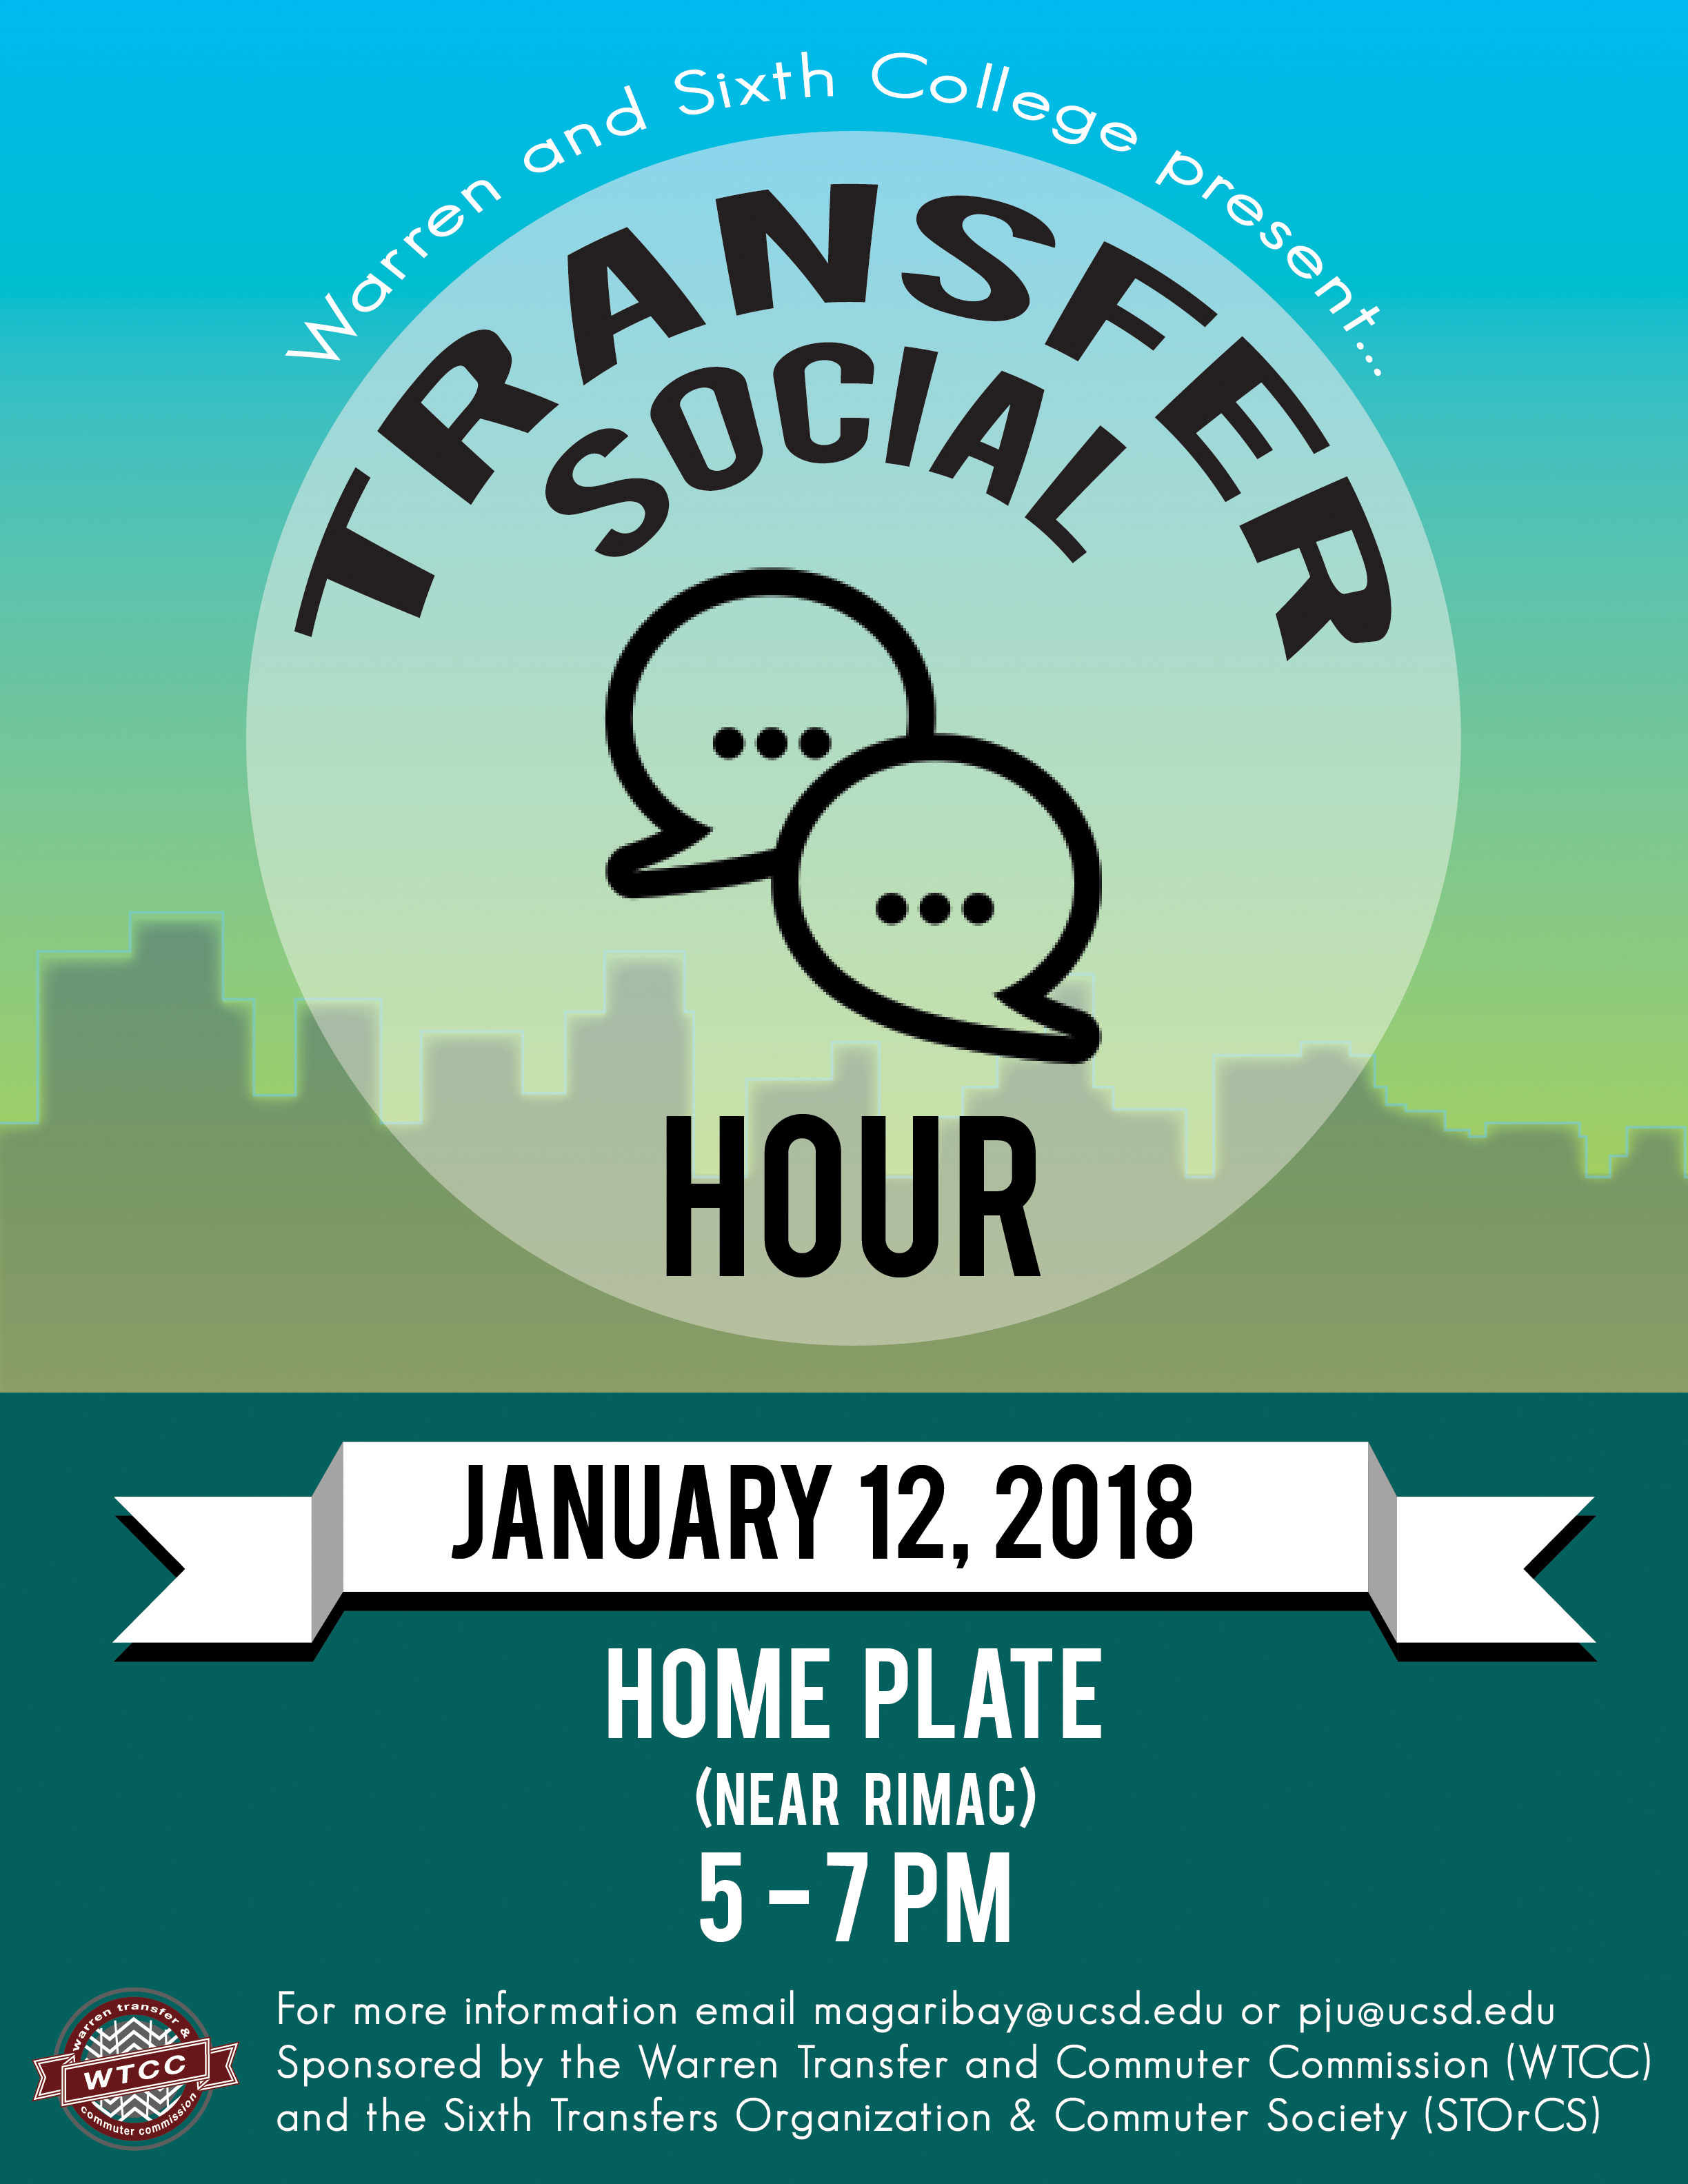 Warren and Sixth College present...
TRANSFER
SOCIAL
HOUR
JANUARY 12, 2018
HOME PLATE
(NEAR RIMAC)
5 – 7 PM
For more information email magaribay@ucsd.edu or pju@ucsd.edu
Sponsored by the Warren Transfer and Commuter Commission (WTCC)
and the Sixth Transfers Organization & Commuter Society (STOrCS)
warren transfer &
WTCC
commuter commission